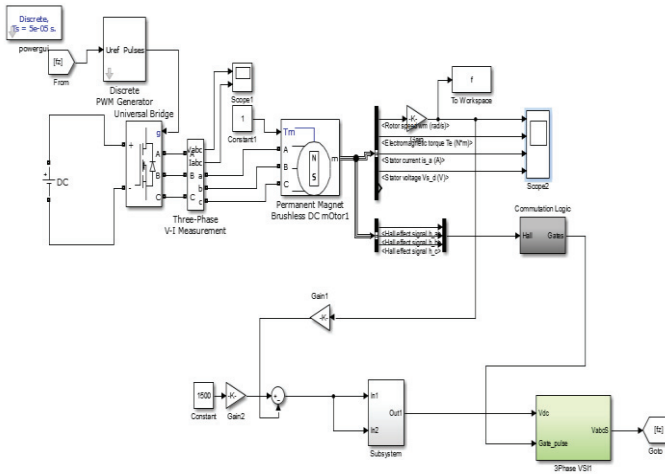 Discrete,
Ts = 5e-05 s.
powergui
[fz]
From
Uref Pulses
Discrete
PWM Generator
Universal Bridge
g
+
-
A
B
C
DC
Vabc
Iabc
A
B a
b
C c
Three-Phase
V-I Measurement
Scope1
1
Constant1
Tm
A
B
C
N
S
m
Permanent Magnet
Brushless DC mOtor1
-K-
f
To Workspace
<Rotor speed wm (rad/s)>
<Electromagnetic torque Te (N*m)>
<Stator current is_a (A)>
<Stator voltage Vs_d (V)>
Scope2
<Hall effect signal h_a>
<Hall effect signal h_b>
<Hall effect signal h_c>
Commutation Logic
Hall Gates
Gain1
-K-
1500
Constant
-K-
Gain2
In1
In2
Out1
Subsystem
Vdc
Gate_pulse
VabcS
3Phase VSI1
[fz]
Goto